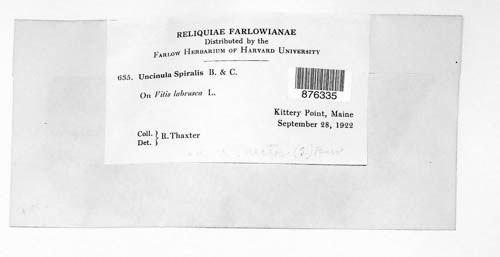 RELIQUIAE FARLOWIANAE
Distributed by the
FARLOW HERBARIUM OF HARVARD UNIVERSITY
635. UNCINULA SPIRALIS B. & C.
On Vitis labrusca L.
876335
Kittery Point, Maine
September 28, 1922
Coll. } R. Thaxter
Det. }